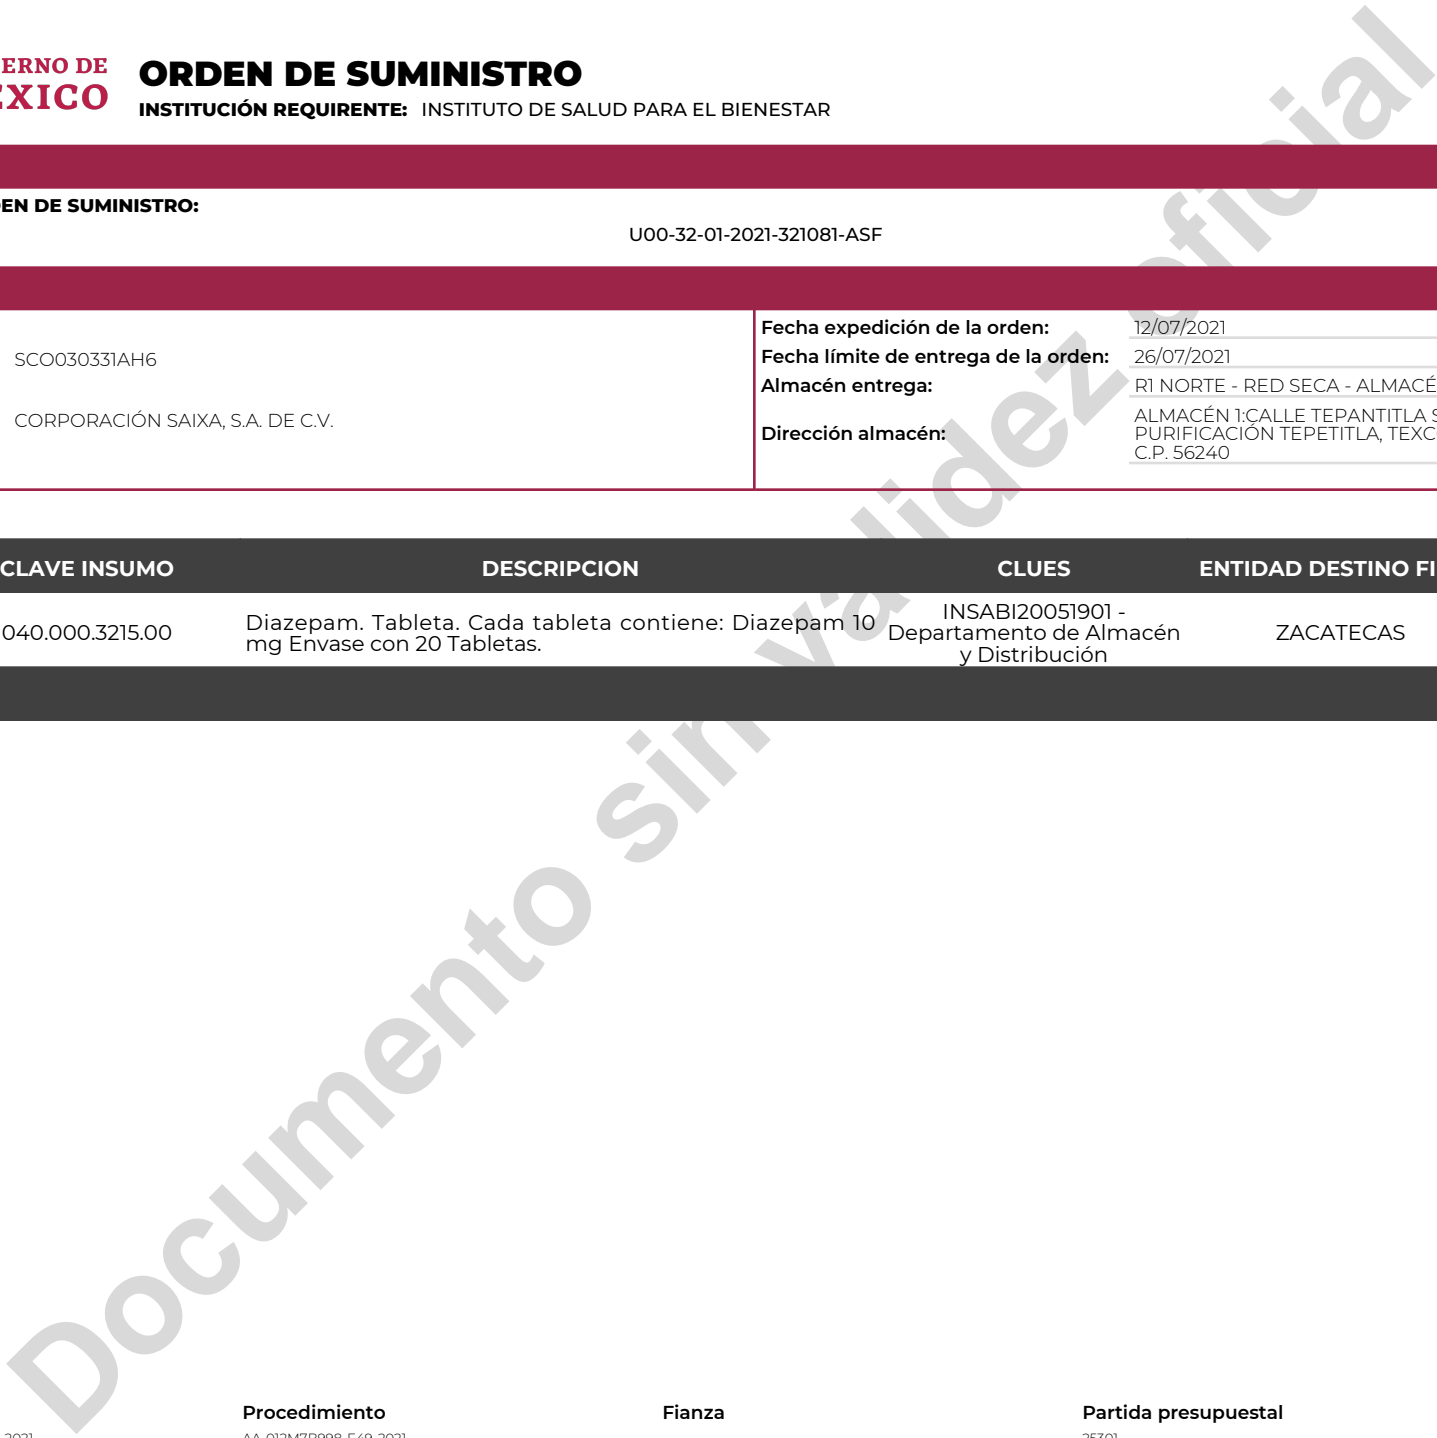 ERNO DE
ORDEN DE SUMINISTRO
INSTITUCIÓN REQUIRENTE: INSTITUTO DE SALUD PARA EL BIENESTAR
EN DE SUMINISTRO:
U00-32-01-2021-321081-ASF
SCO030331AH6
CORPORACIÓN SAIXA, S.A. DE C.V.
Fecha expedición de la orden: 12/07/2021
Fecha límite de entrega de la orden: 26/07/2021
Almacén entrega: R1 NORTE - RED SECA - ALMACÉ
Dirección almacén:
ALMACÉN 1:CALLE TEPANTITLA S
PURIFICACIÓN TEPETITLA, TEXC
C.P. 56240
CLAVE INSUMO DESCRIPCION CLUES ENTIDAD DESTINO FI
040.000.3215.00
Diazepam. Tableta. Cada tableta contiene: Diazepam 10
mg Envase con 20 Tabletas.
INSABI20051901 -
Departamento de Almacén
y Distribución
ZACATECAS
Documento sin validez oficial
Procedimiento Fianza Partida presupuestal